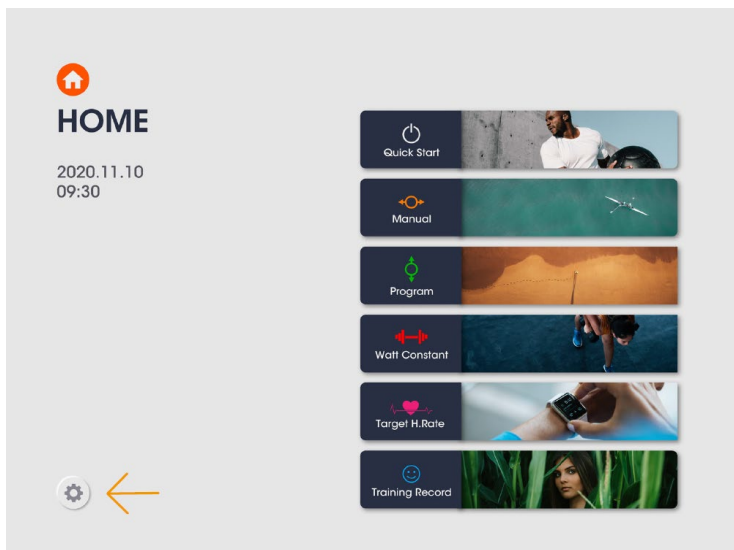 HOME
2020.11.10
09:30
Quick Start
Manual
Program
Watt Constant
Target H.Rate
Training Record